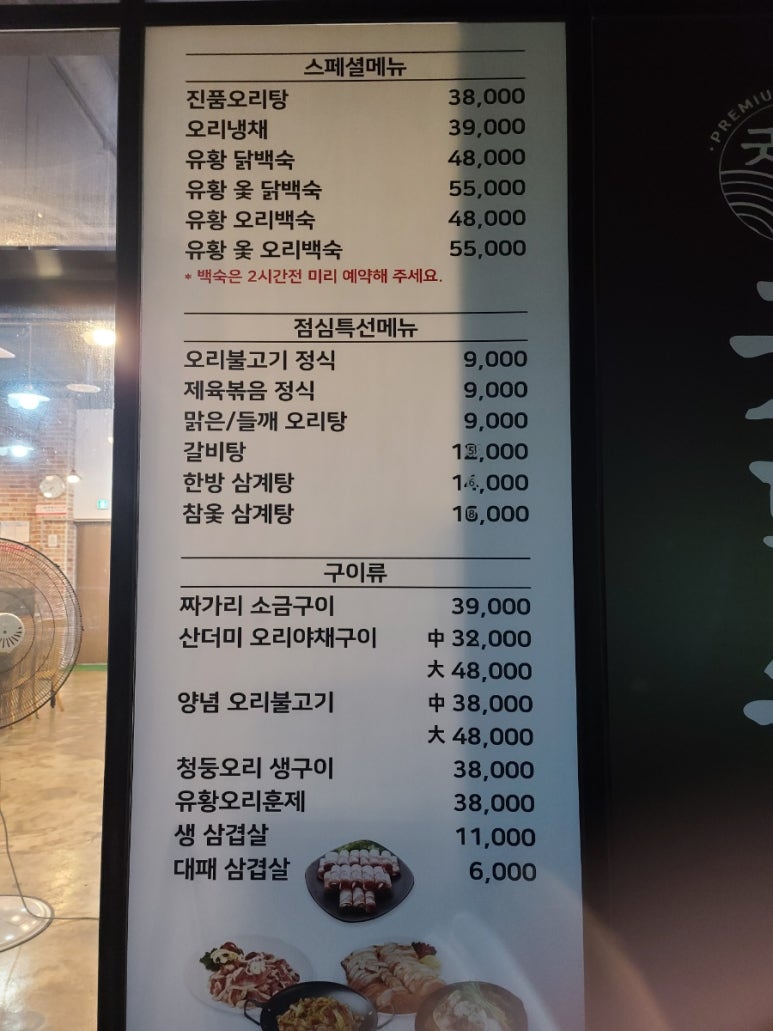 스페셜메뉴
진품오리탕 38,000
오리냉채 39,000
유황 닭백숙 48,000
유황 옻 닭백숙 55,000
유황 오리백숙 48,000
유황 옻 오리백숙 55,000
* 백숙은 2시간전 미리 예약해 주세요.
점심특선메뉴
오리불고기 정식 9,000
제육볶음 정식 9,000
맑은/들깨 오리탕 9,000
갈비탕
한방 삼계탕
참옻 삼계탕
구이류
짜가리 소금구이 39,000
산더미 오리야채구이 中 32,000
大 48,000
양념 오리불고기 中 38,000
大 48,000
청둥오리 생구이 38,000
유황오리훈제 38,000
생 삼겹살 11,000
대패 삼겹살 6,000
PREMIUM